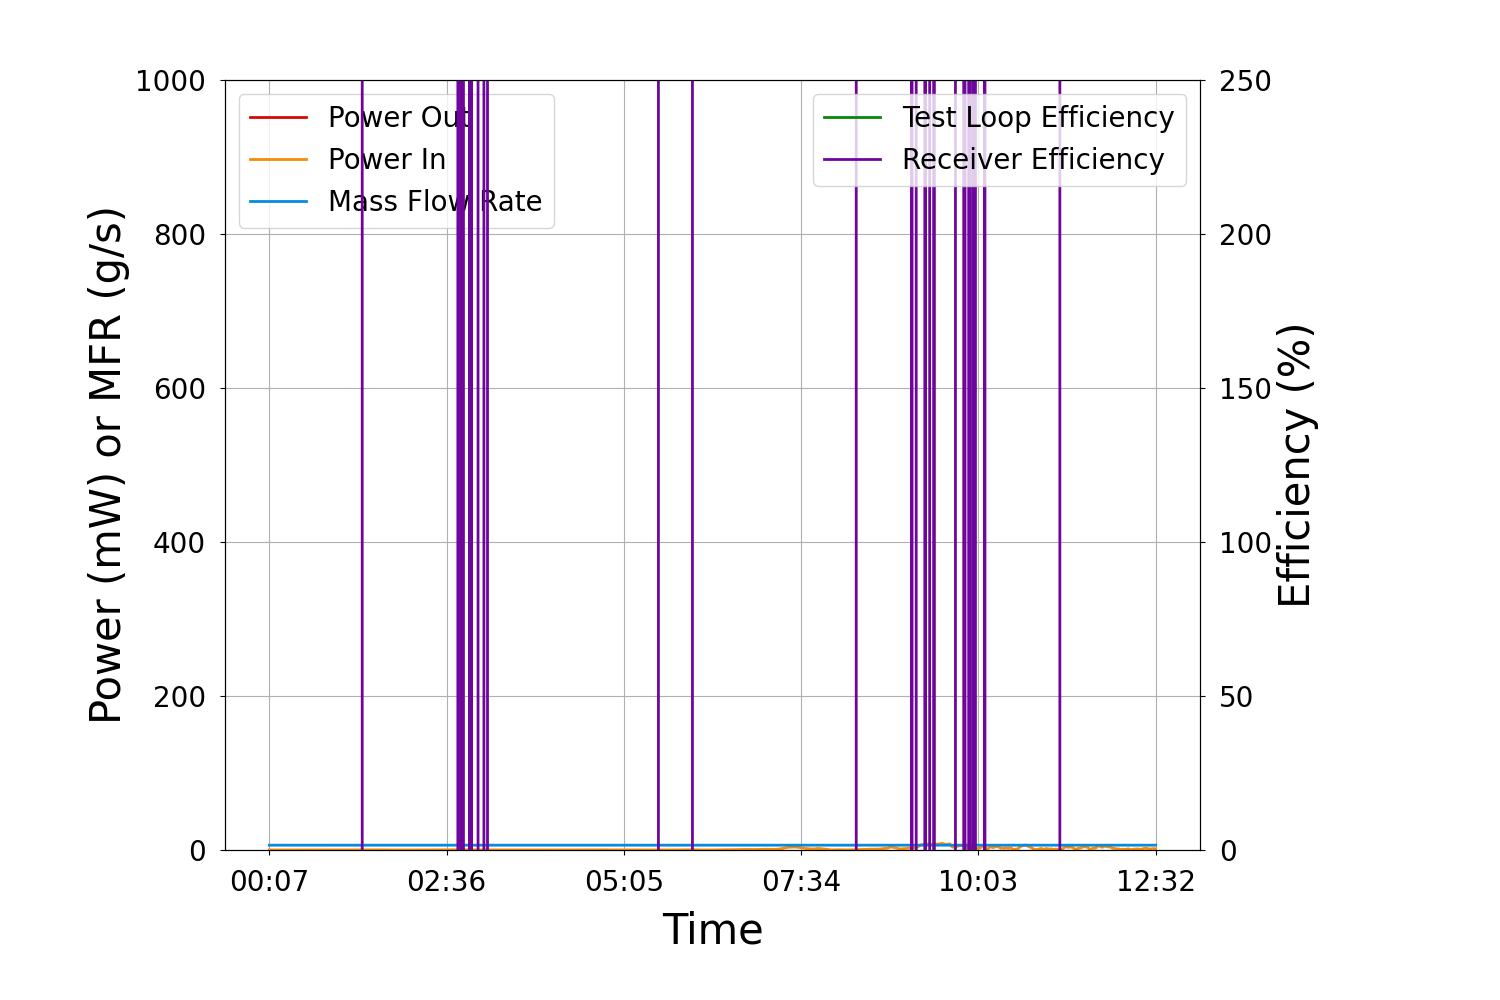 1000
800
600
400
200
0
Power (mW) or MFR (g/s)
Power Out
Power In
Mass Flow Rate
Test Loop Efficiency
Receiver Efficiency
250
200
150
100
50
0
Efficiency (%)
00:07 02:36 05:05 07:34 10:03 12:32
Time